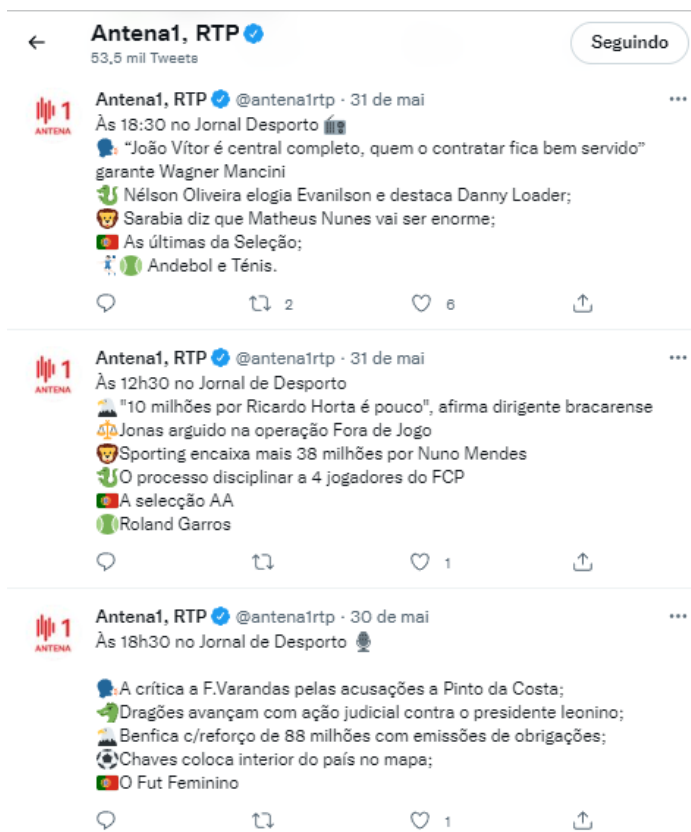 Antena1, RTP
53,5 mil Tweets
Seguindo
1
ANTENA
Antena1, RTP @antena1rtp · 31 de mai
Às 18:30 no Jornal Desporto 📻
🗣️ “João Vítor é central completo, quem o contratar fica bem servido”
garante Wagner Mancini
🐉 Nélson Oliveira elogia Evanilson e destaca Danny Loader;
🦁 Sarabia diz que Matheus Nunes vai ser enorme;
🇵🇹 As últimas da Seleção;
🤾🎾 Andebol e Ténis.
2 6
1
ANTENA
Antena1, RTP @antena1rtp · 31 de mai
Às 12h30 no Jornal de Desporto
🦅"10 milhões por Ricardo Horta é pouco", afirma dirigente bracarense
⚖️Jonas arguido na operação Fora de Jogo
🦁Sporting encaixa mais 38 milhões por Nuno Mendes
🐉O processo disciplinar a 4 jogadores do FCP
🇵🇹A selecção AA
🎾Roland Garros
1
1
ANTENA
Antena1, RTP @antena1rtp · 30 de mai
Às 18h30 no Jornal de Desporto 🎙️
🗣️A crítica a F.Varandas pelas acusações a Pinto da Costa;
🐲Dragões avançam com ação judicial contra o presidente leonino;
🦅Benfica c/reforço de 88 milhões com emissões de obrigações;
⚽Chaves coloca interior do país no mapa;
🇵🇹O Fut Feminino
1